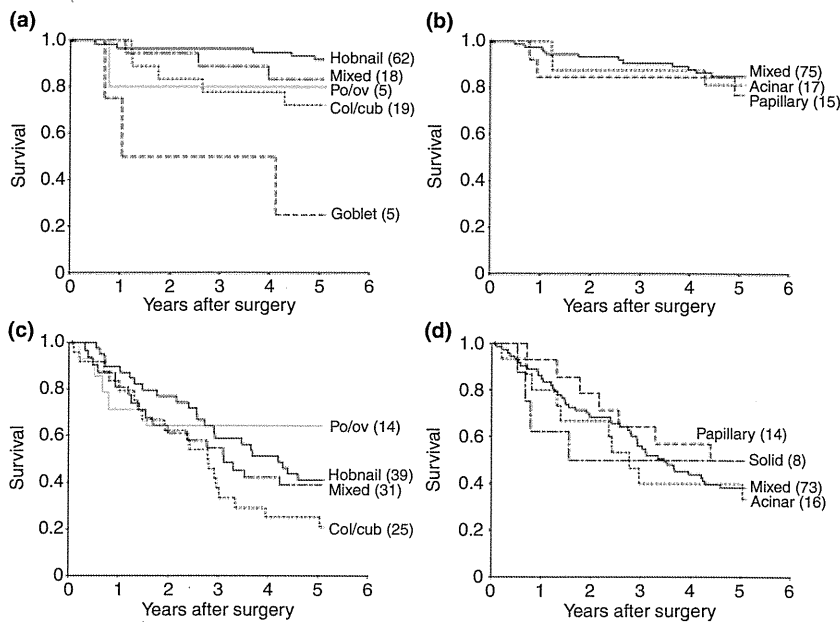 (a)
Survival
1.0
0.8
0.6
0.4
0.2
0
Hobnail (62)
Mixed (18)
Po/ov (5)
Col/cub (19)
Goblet (5)
0 1 2 3 4 5 6
Years after surgery
(b)
Survival
1.0
0.8
0.6
0.4
0.2
0
Mixed (75)
Acinar (17)
Papillary (15)
0 1 2 3 4 5 6
Years after surgery
(c)
Survival
1.0
0.8
0.6
0.4
0.2
0
Po/ov (14)
Hobnail (39)
Mixed (31)
Col/cub (25)
0 1 2 3 4 5 6
Years after surgery
(d)
Survival
1.0
0.8
0.6
0.4
0.2
0
Papillary (14)
Solid (8)
Mixed (73)
Acinar (16)
0 1 2 3 4 5 6
Years after surgery